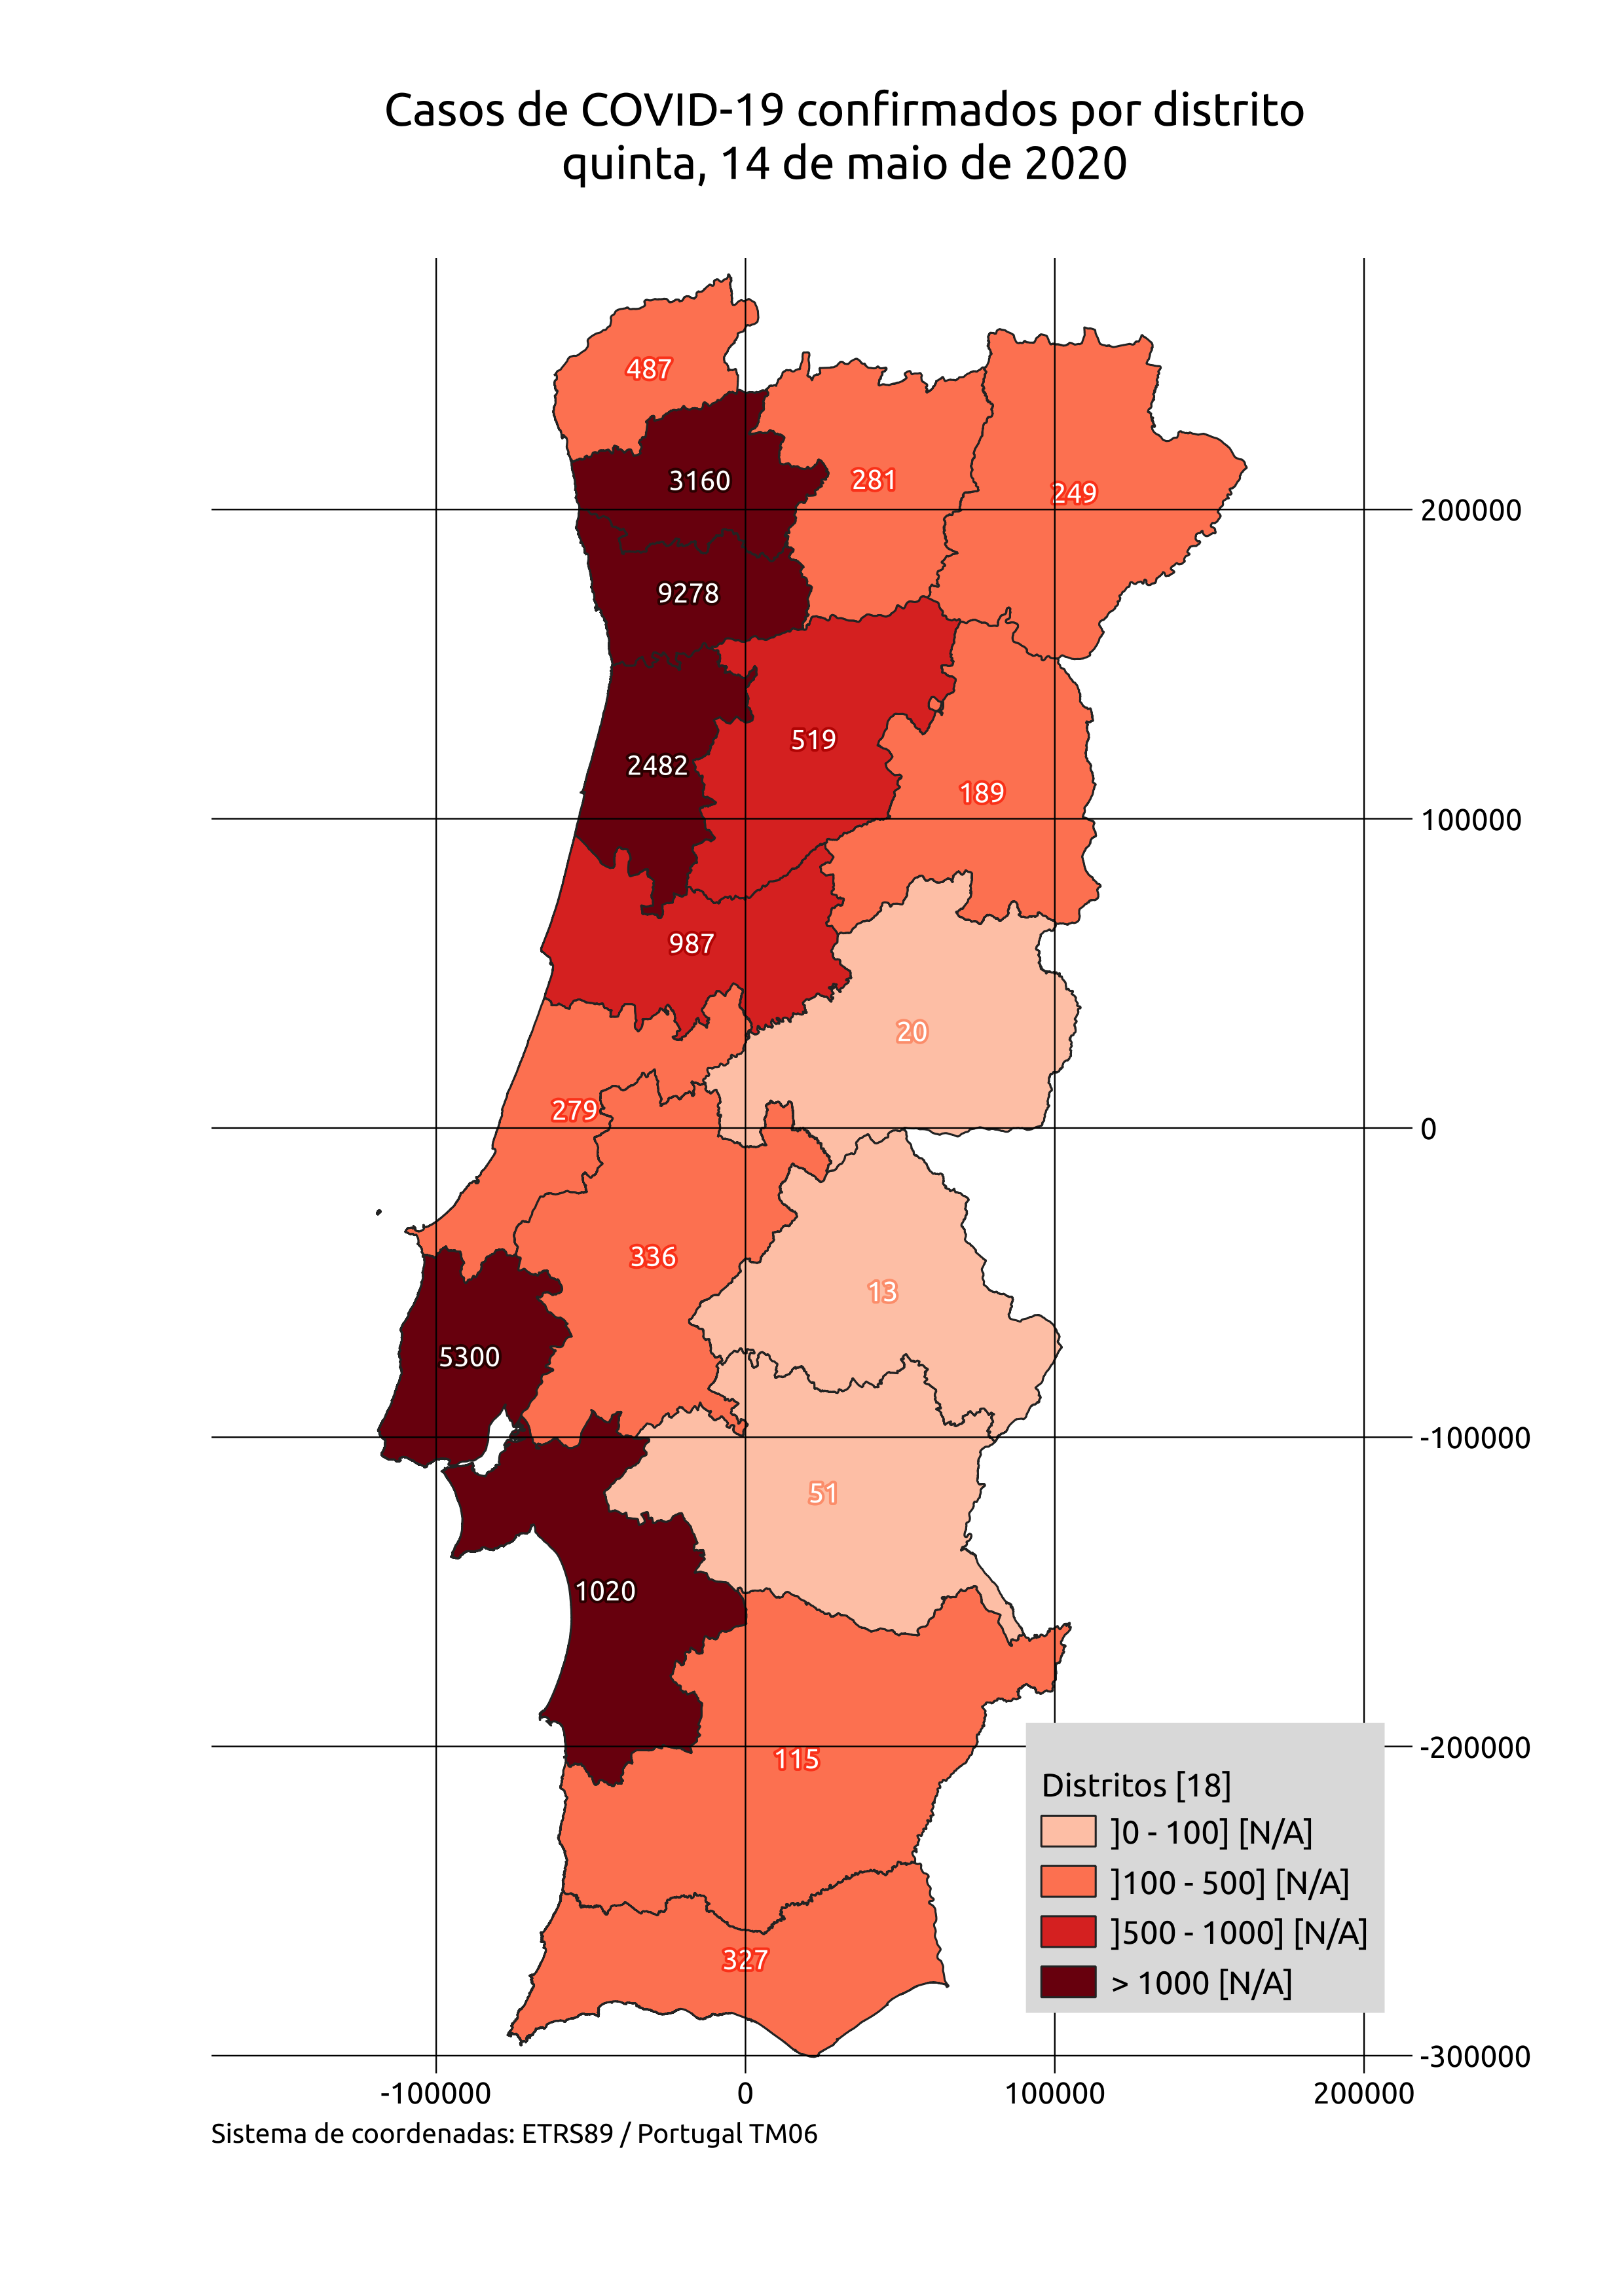 Casos de COVID-19 confirmados por distrito
quinta, 14 de maio de 2020
487
3160
281
249
200000
9278
519
2482
189
100000
987
20
279
0
336
13
5300
-100000
51
1020
115
-200000
Distritos [18]
]0 - 100] [N/A]
]100 - 500] [N/A]
]500 - 1000] [N/A]
> 1000 [N/A]
327
-300000
-100000 0 100000 200000
Sistema de coordenadas: ETRS89 / Portugal TM06